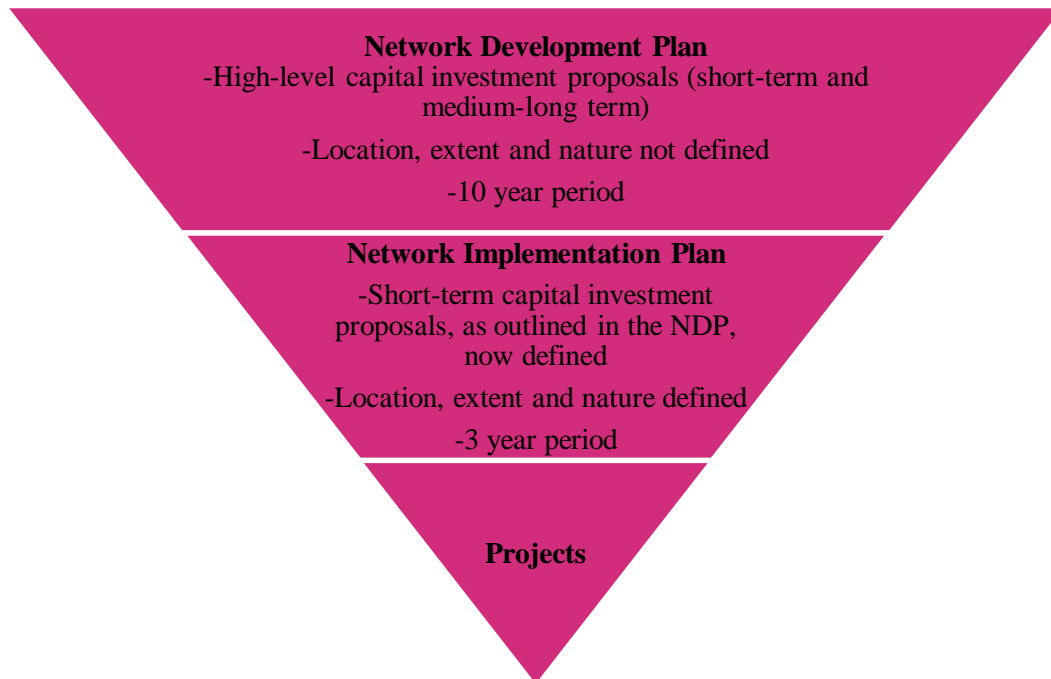 Network Development Plan
-High-level capital investment proposals (short-term and
medium-long term)
-Location, extent and nature not defined
-10 year period
Network Implementation Plan
-Short-term capital investment
proposals, as outlined in the NDP,
now defined
-Location, extent and nature defined
-3 year period
Projects